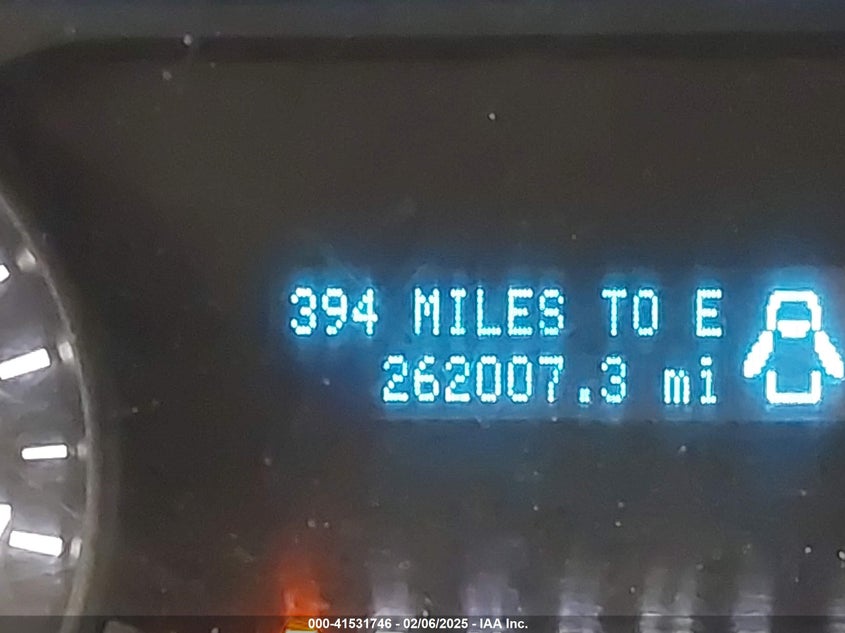 394 MILES TO E
262007.3 mi
000-41531746 - 02/06/2025 - IAA Inc.